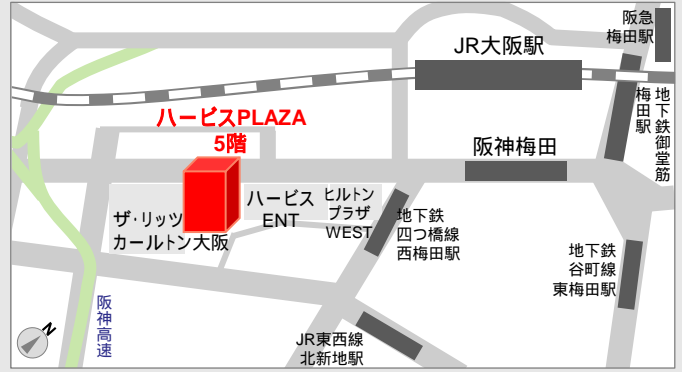 阪急
梅田駅
JR大阪駅
地下鉄御堂筋
梅田駅
ハービスPLAZA
5階
阪神梅田
ハービス
ENT
ヒルトン
プラザ
WEST
ザ・リッツ
カールトン大阪
地下鉄
四つ橋線
西梅田駅
地下鉄
谷町線
東梅田駅
阪神高速
JR東西線
北新地駅
N